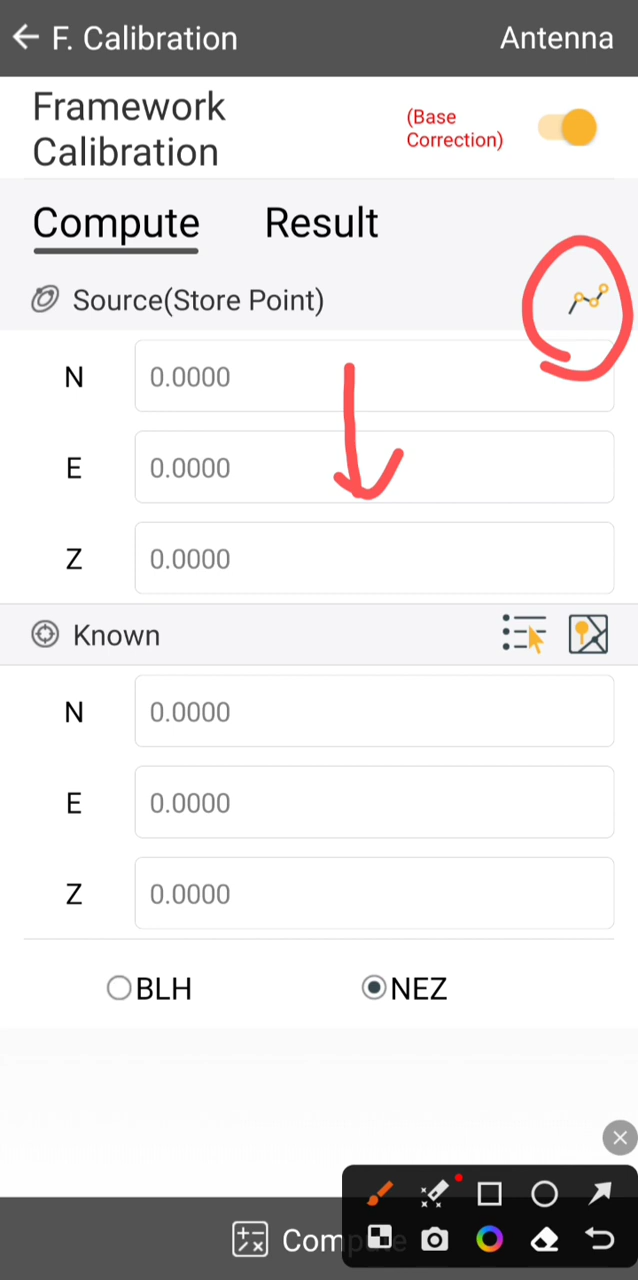 F. Calibration
Antenna
Framework
Calibration
(Base
Correction)
Compute
Result
Source(Store Point)
N
0.0000
E
0.0000
Z
0.0000
Known
N
0.0000
E
0.0000
Z
0.0000
BLH
NEZ
Compute